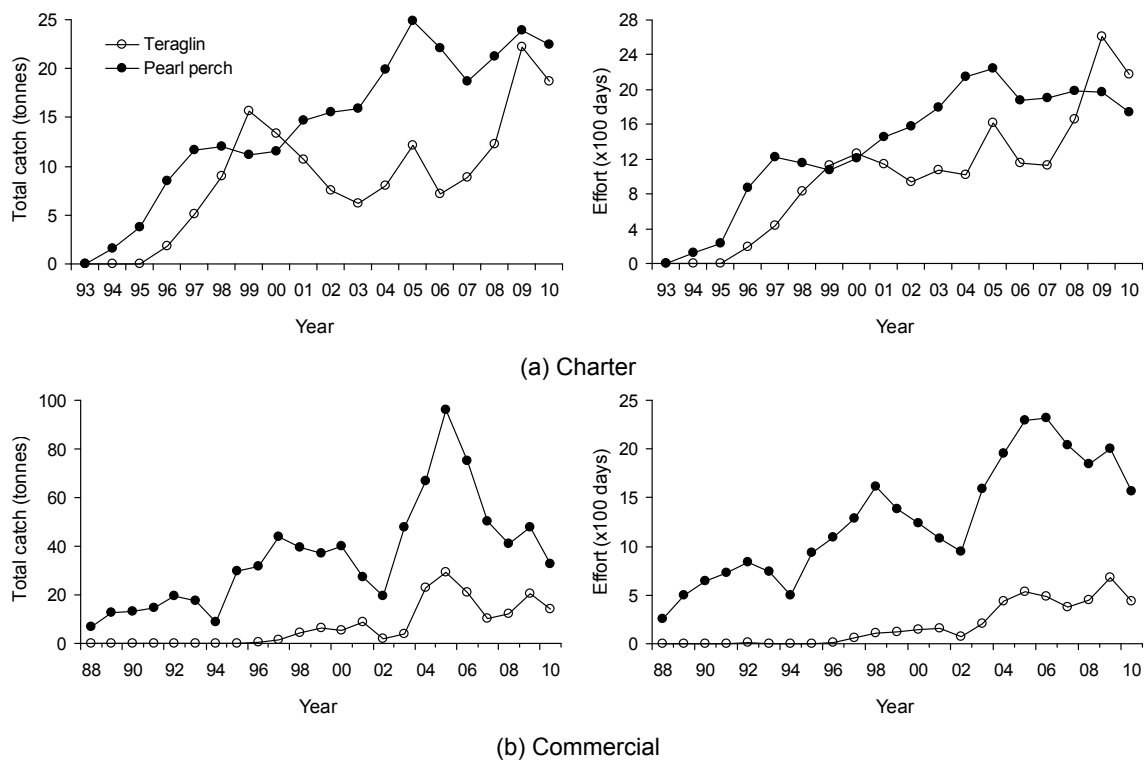 Total catch (tonnes)
25
20
15
10
5
0
Teraglin
Pearl perch
93 94 95 96 97 98 99 00 01 02 03 04 05 06 07 08 09 10
Year
Effort (x100 days)
28
24
20
16
12
8
4
0
93 94 95 96 97 98 99 00 01 02 03 04 05 06 07 08 09 10
Year
(a) Charter
Total catch (tonnes)
100
80
60
40
20
0
88 90 92 94 96 98 00 02 04 06 08 10
Year
Effort (x100 days)
25
20
15
10
5
0
88 90 92 94 96 98 00 02 04 06 08 10
Year
(b) Commercial